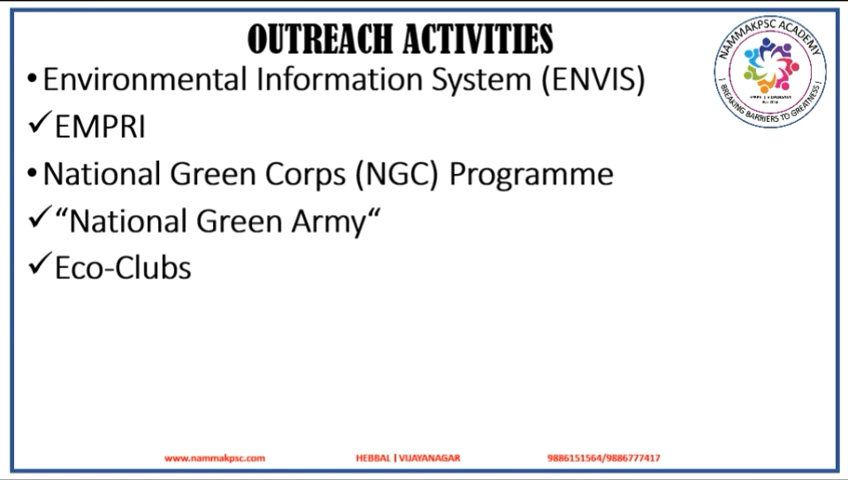 OUTREACH ACTIVITIES
NAMMAKPSC ACADEMY
| BREAKING BARRIERS TO GREATNESS |
• Environmental Information System (ENVIS)
✓ EMPRI
• National Green Corps (NGC) Programme
✓ “National Green Army“
✓ Eco-Clubs
www.nammakpsc.com HEBBAL | VIJAYANAGAR 9886151564/9886777417